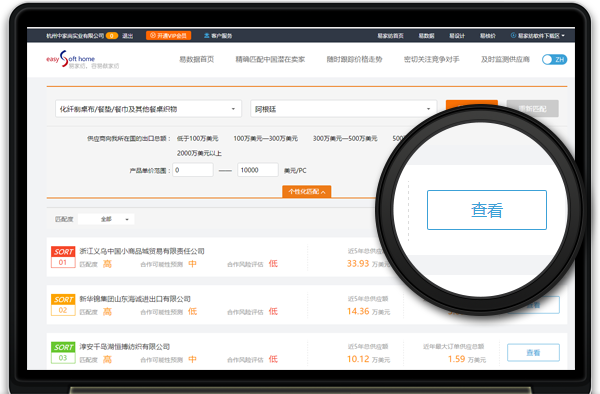 杭州中家尚实业有限公司 0 退出 开通VIP会员 客户服务 易家纺首页 易数据 易设计 易核价 易家纺软件下载区
easy Soft home
易家纺，容易做家纺
易数据首页 精确匹配中国潜在卖家 随时跟踪价格走势 密切关注竞争对手 及时监测供应商 ZH
化纤制桌布/餐垫/餐巾及其他餐桌织物 阿根廷
供应商向我所在国的出口总额： 低于100万美元 100万美元—300万美元 300万美元—500万美元
2000万美元以上
产品单价范围： 0 —— 10000 美元/PC
个性化匹配
匹配度 全部
查看
SORT 01 浙江义乌中国小商品城贸易有限责任公司 近5年总供应额
匹配度 高 合作可能性预测 中 合作风险评估 低 33.93 万美元
SORT 02 新华锦集团山东海诚进出口有限公司 近5年总供应额
匹配度 高 合作可能性预测 中 合作风险评估 低 14.36 万美元
查看
SORT 03 淳安千岛湖恒博纺织有限公司 近5年总供应额 近年最大订单供应总额
匹配度 高 合作可能性预测 中 合作风险评估 低 10.12 万美元 1.59 万美元 查看